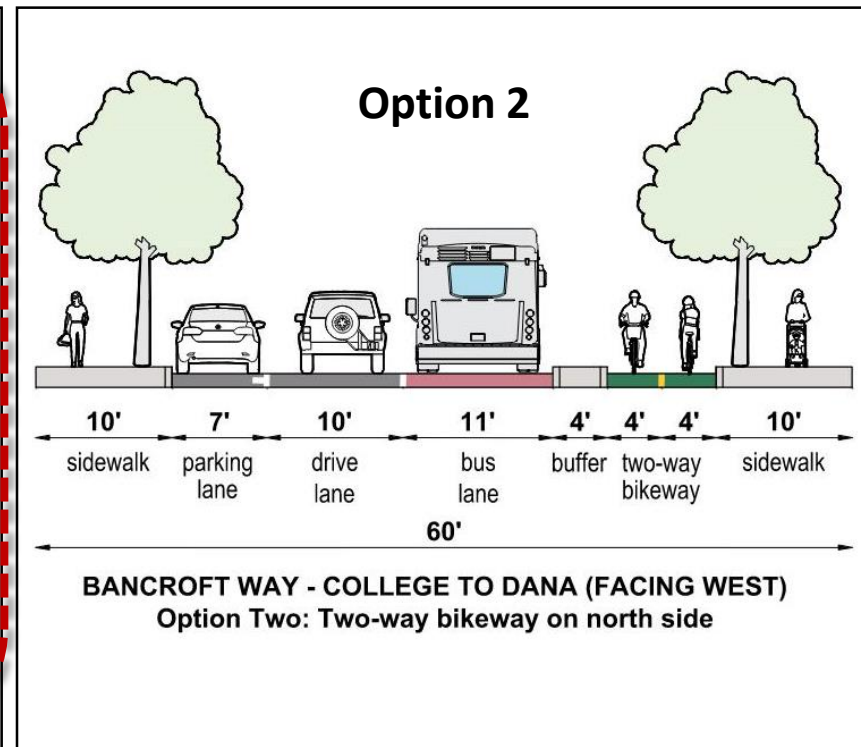 Option 2
10' 7' 10' 11' 4' 4' 4' 10'
sidewalk parking lane drive lane bus lane buffer two-way bikeway sidewalk
60'
BANCROFT WAY - COLLEGE TO DANA (FACING WEST)
Option Two: Two-way bikeway on north side